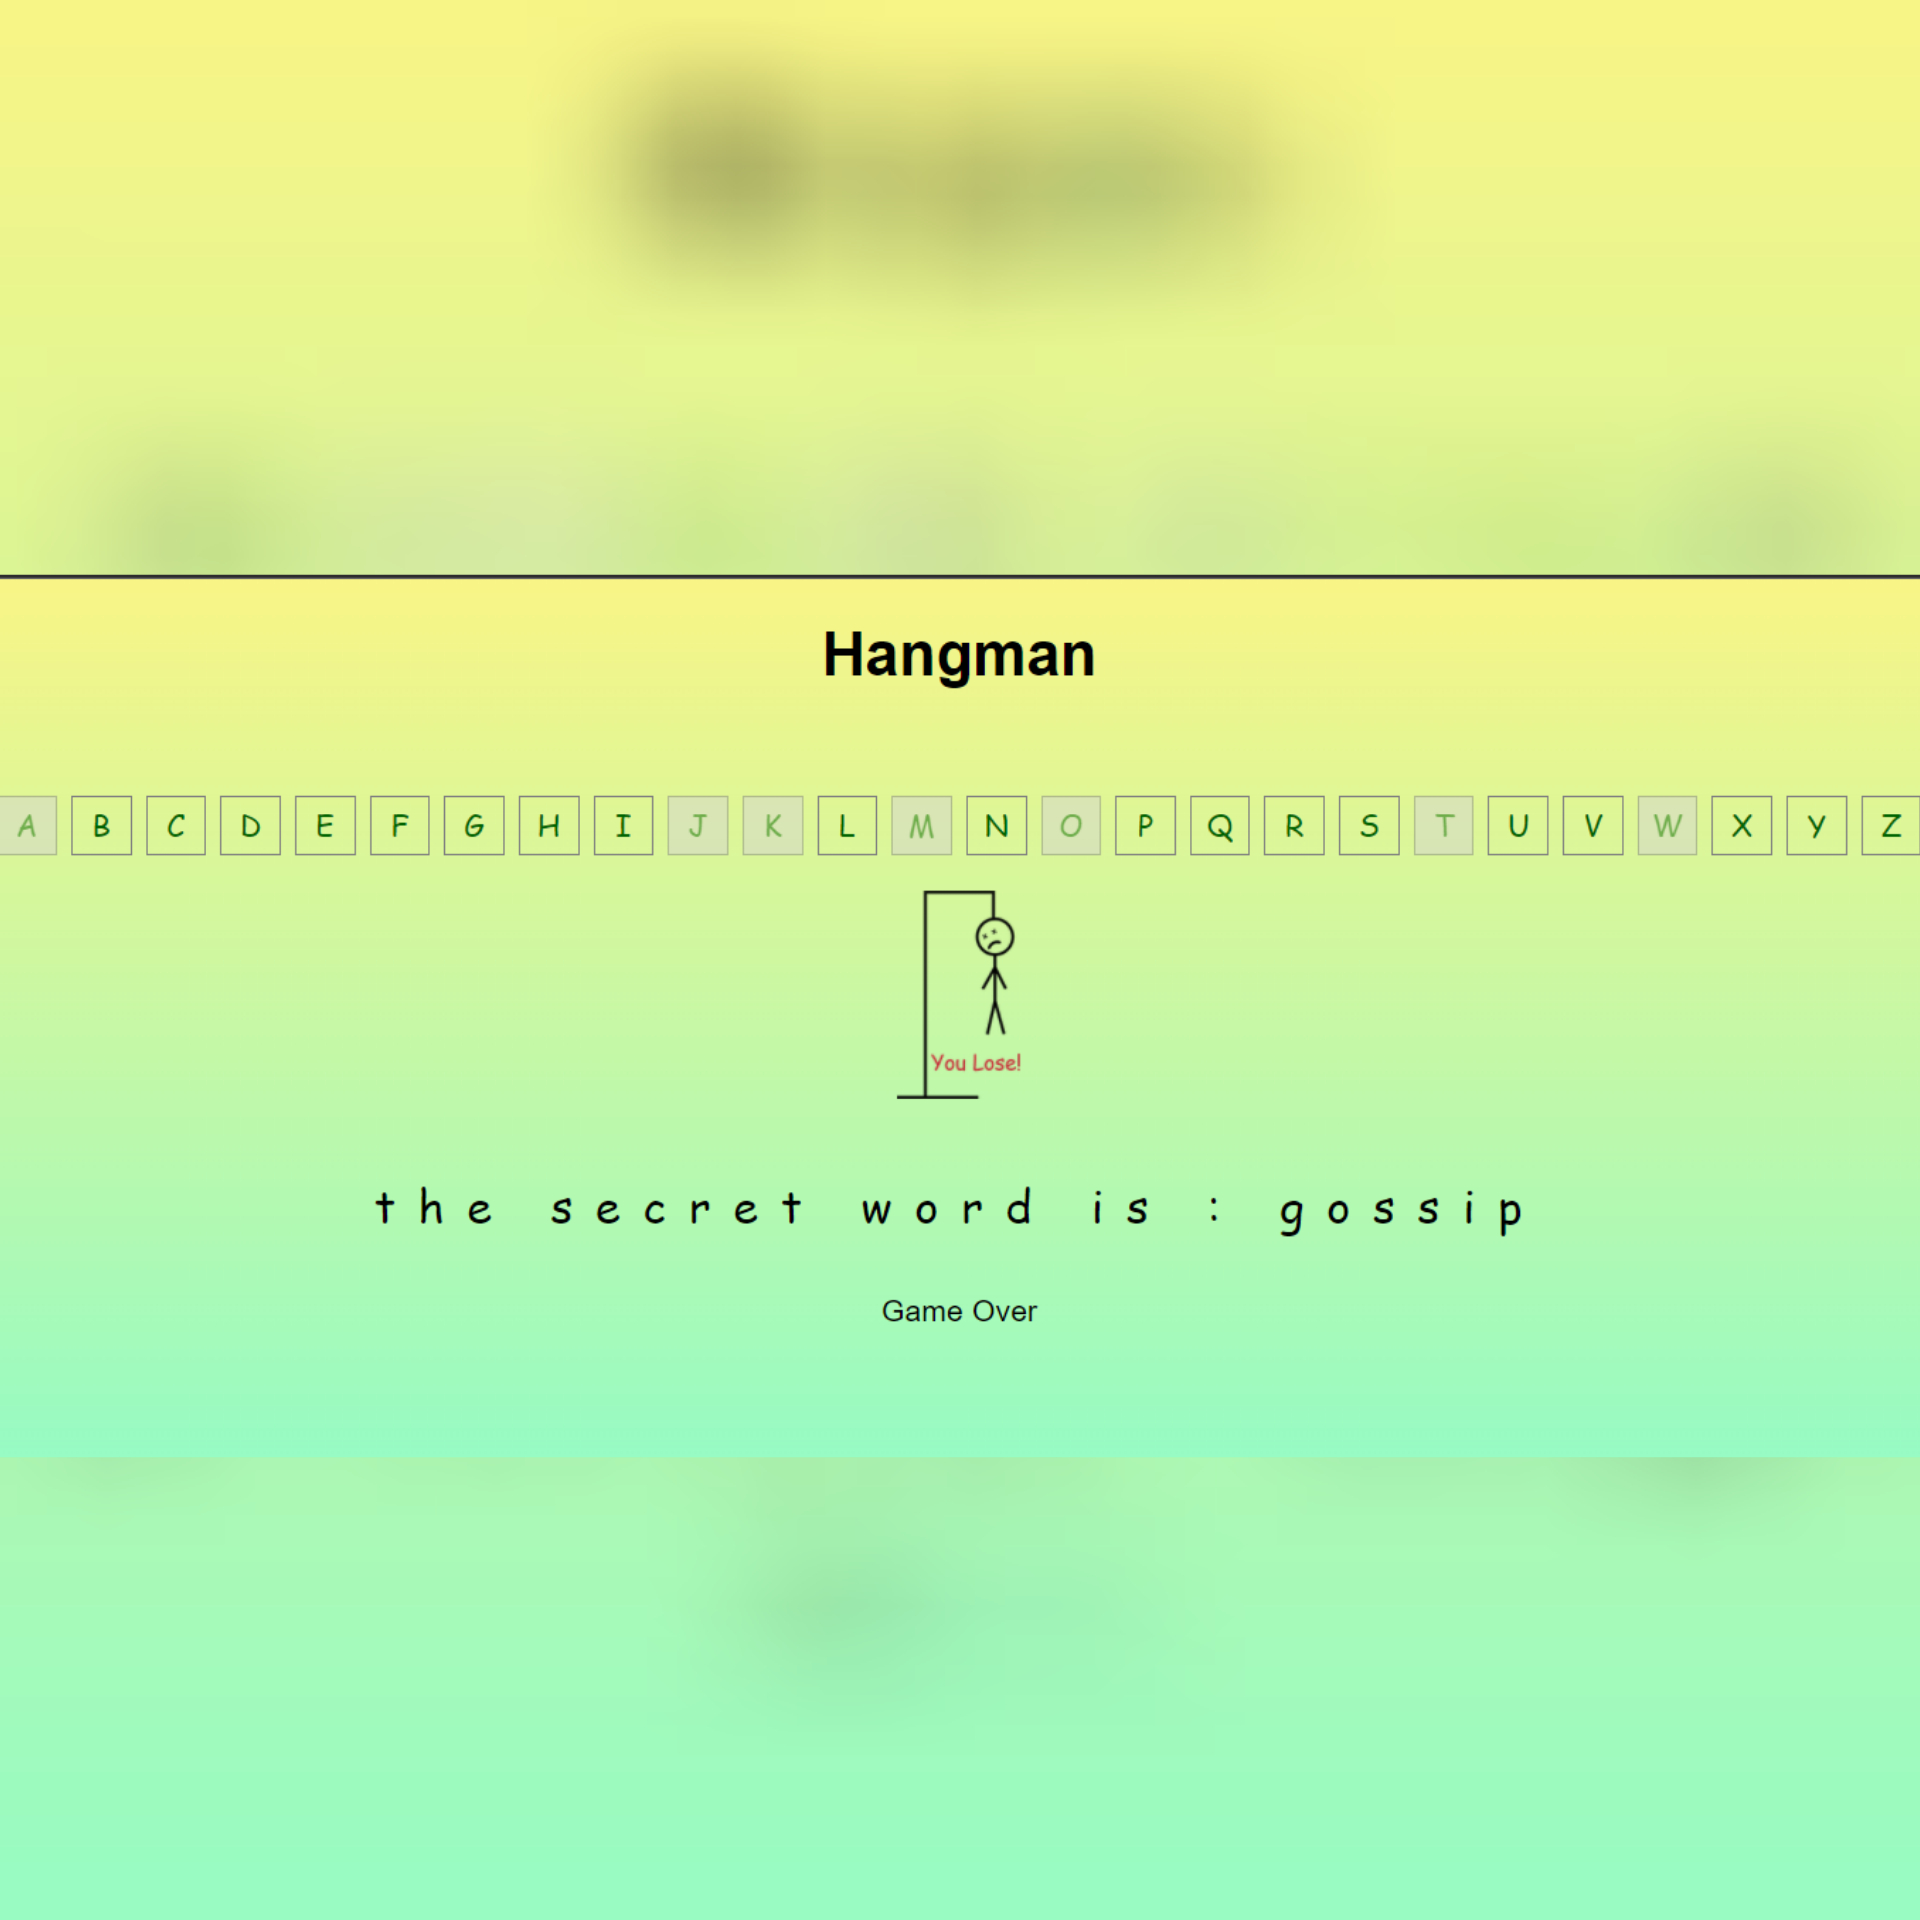 Hangman
A B C D E F G H I J K L M N O P Q R S T U V W X Y Z
You Lose!
the secret word is : gossip
Game Over